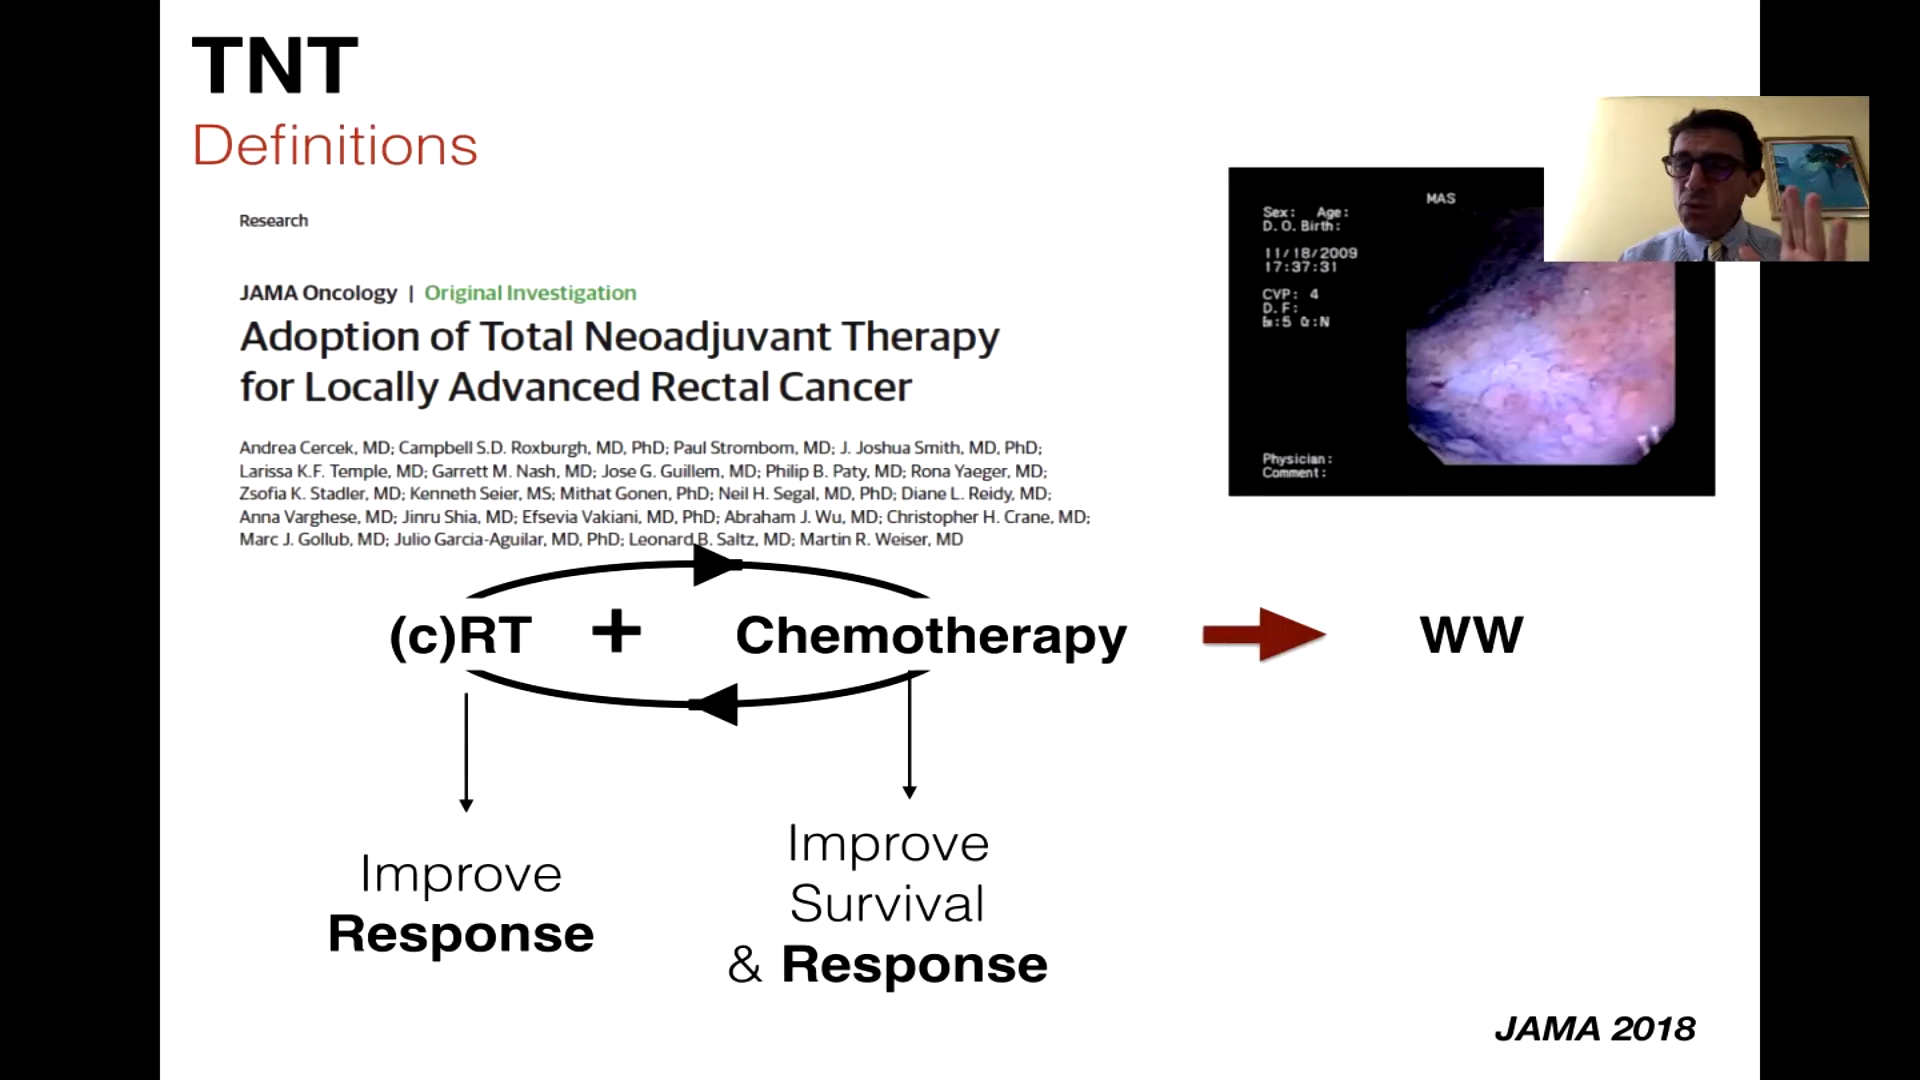 TNT
Definitions
Research
JAMA Oncology | Original Investigation
Adoption of Total Neoadjuvant Therapy
for Locally Advanced Rectal Cancer
Andrea Cercek, MD; Campbell S.D. Roxburgh, MD, PhD; Paul Strombom, MD; J. Joshua Smith, MD, PhD;
Larissa K.F. Temple, MD; Garrett M. Nash, MD; Jose G. Guillem, MD; Philip B. Paty, MD; Rona Yaeger, MD;
Zsofia K. Stadler, MD; Kenneth Seier, MS; Mithat Gonen, PhD; Neil H. Segal, MD, PhD; Diane L. Reidy, MD;
Anna Varghese, MD; Jinru Shia, MD; Efsevia Vakiani, MD, PhD; Abraham J. Wu, MD; Christopher H. Crane, MD;
Marc J. Gollub, MD; Julio Garcia-Aguilar, MD, PhD; Leonard B. Saltz, MD; Martin R. Weiser, MD
MAS
Sex: Age:
D.O. Birth:
11/18/2009
17:37:31
CVP: 4
D.F:
:5 G:N
Physician:
Comment:
(c)RT + Chemotherapy WW
Improve
Response
Improve
Survival
& Response
JAMA 2018